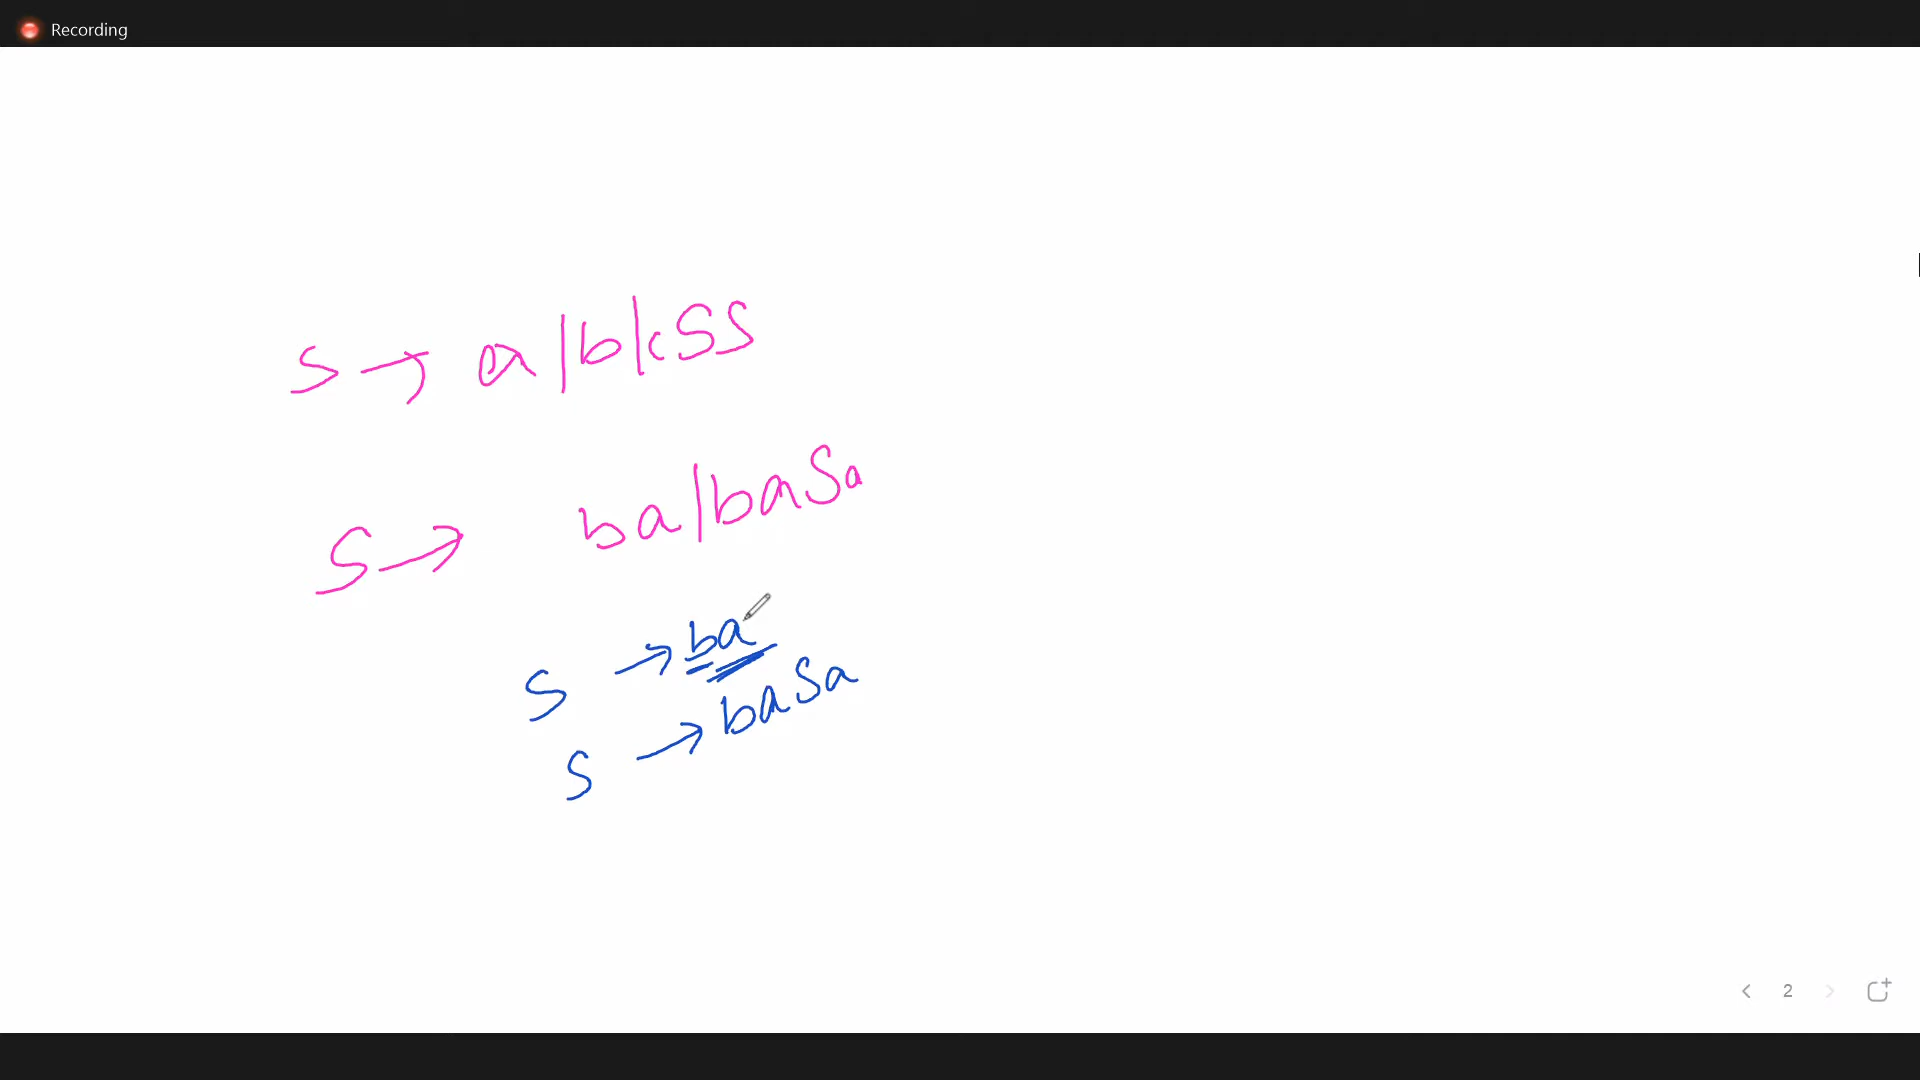 Recording
S → a|b|cSS
S → ba|baSa
S → ba
S → baSa
2